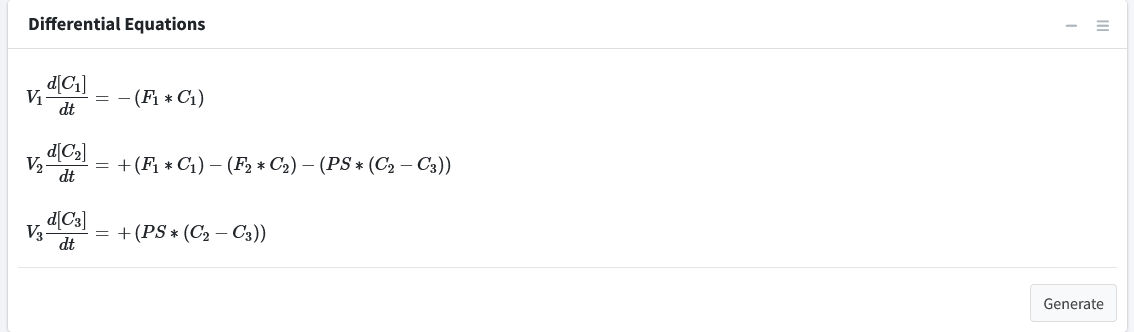 Differential Equations
V₁ d[C₁]/dt = −(F₁ * C₁)
V₂ d[C₂]/dt = +(F₁ * C₁) − (F₂ * C₂) − (PS * (C₂ − C₃))
V₃ d[C₃]/dt = +(PS * (C₂ − C₃))
Generate